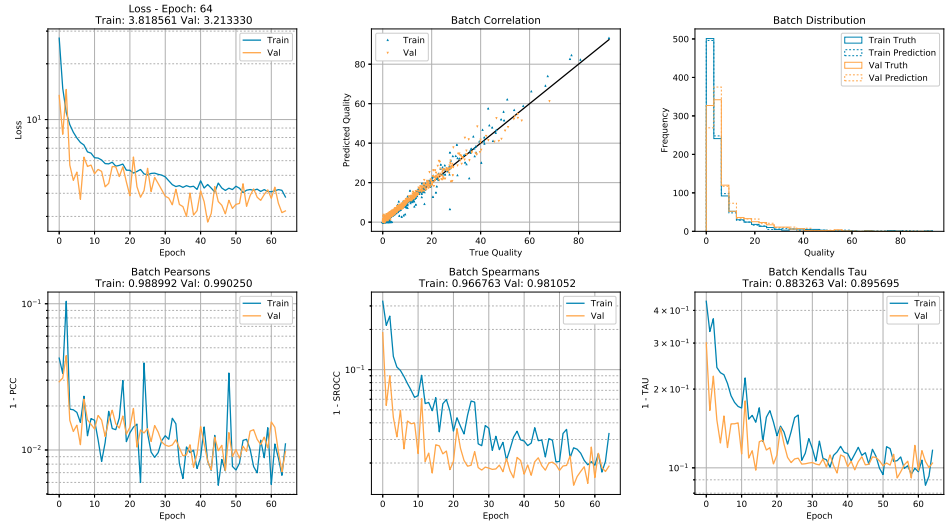 Loss - Epoch: 64
Train: 3.818561 Val: 3.213330
Train
Val
10¹
Loss
0 10 20 30 40 50 60
Epoch
Batch Correlation
Train
Val
80
60
40
20
0
Predicted Quality
0 20 40 60 80
True Quality
Batch Distribution
Train Truth
Train Prediction
Val Truth
Val Prediction
500
400
300
200
100
0
Frequency
0 20 40 60 80
Quality
Batch Pearsons
Train: 0.988992 Val: 0.990250
Train
Val
10⁻¹
10⁻²
1 - PCC
0 10 20 30 40 50 60
Epoch
Batch Spearmans
Train: 0.966763 Val: 0.981052
Train
Val
10⁻¹
1 - SROCC
0 10 20 30 40 50 60
Epoch
Batch Kendalls Tau
Train: 0.883263 Val: 0.895695
Train
Val
4 × 10⁻¹
3 × 10⁻¹
2 × 10⁻¹
10⁻¹
1 - TAU
0 10 20 30 40 50 60
Epoch